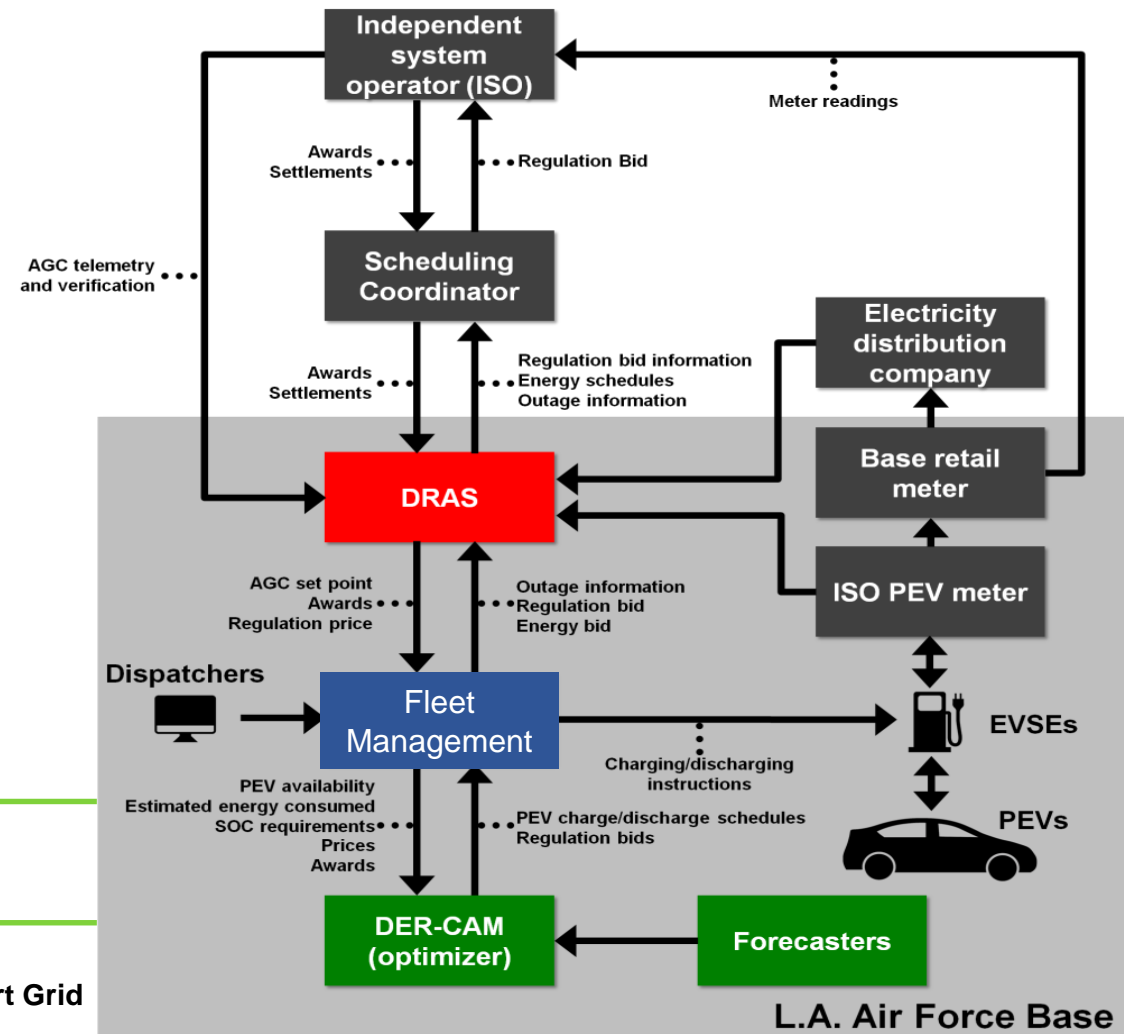 Independent
system
operator (ISO)
Meter readings
Awards
Settlements
Regulation Bid
AGC telemetry
and verification
Scheduling
Coordinator
Electricity
distribution
company
Awards
Settlements
Regulation bid information
Energy schedules
Outage information
Base retail
meter
DRAS
ISO PEV meter
AGC set point
Awards
Regulation price
Outage information
Regulation bid
Energy bid
Dispatchers
Fleet
Management
EVSEs
Charging/discharging
instructions
PEV availability
Estimated energy consumed
SOC requirements
Prices
Awards
PEV charge/discharge schedules
Regulation bids
PEVs
DER-CAM
(optimizer)
Forecasters
rt Grid
L.A. Air Force Base